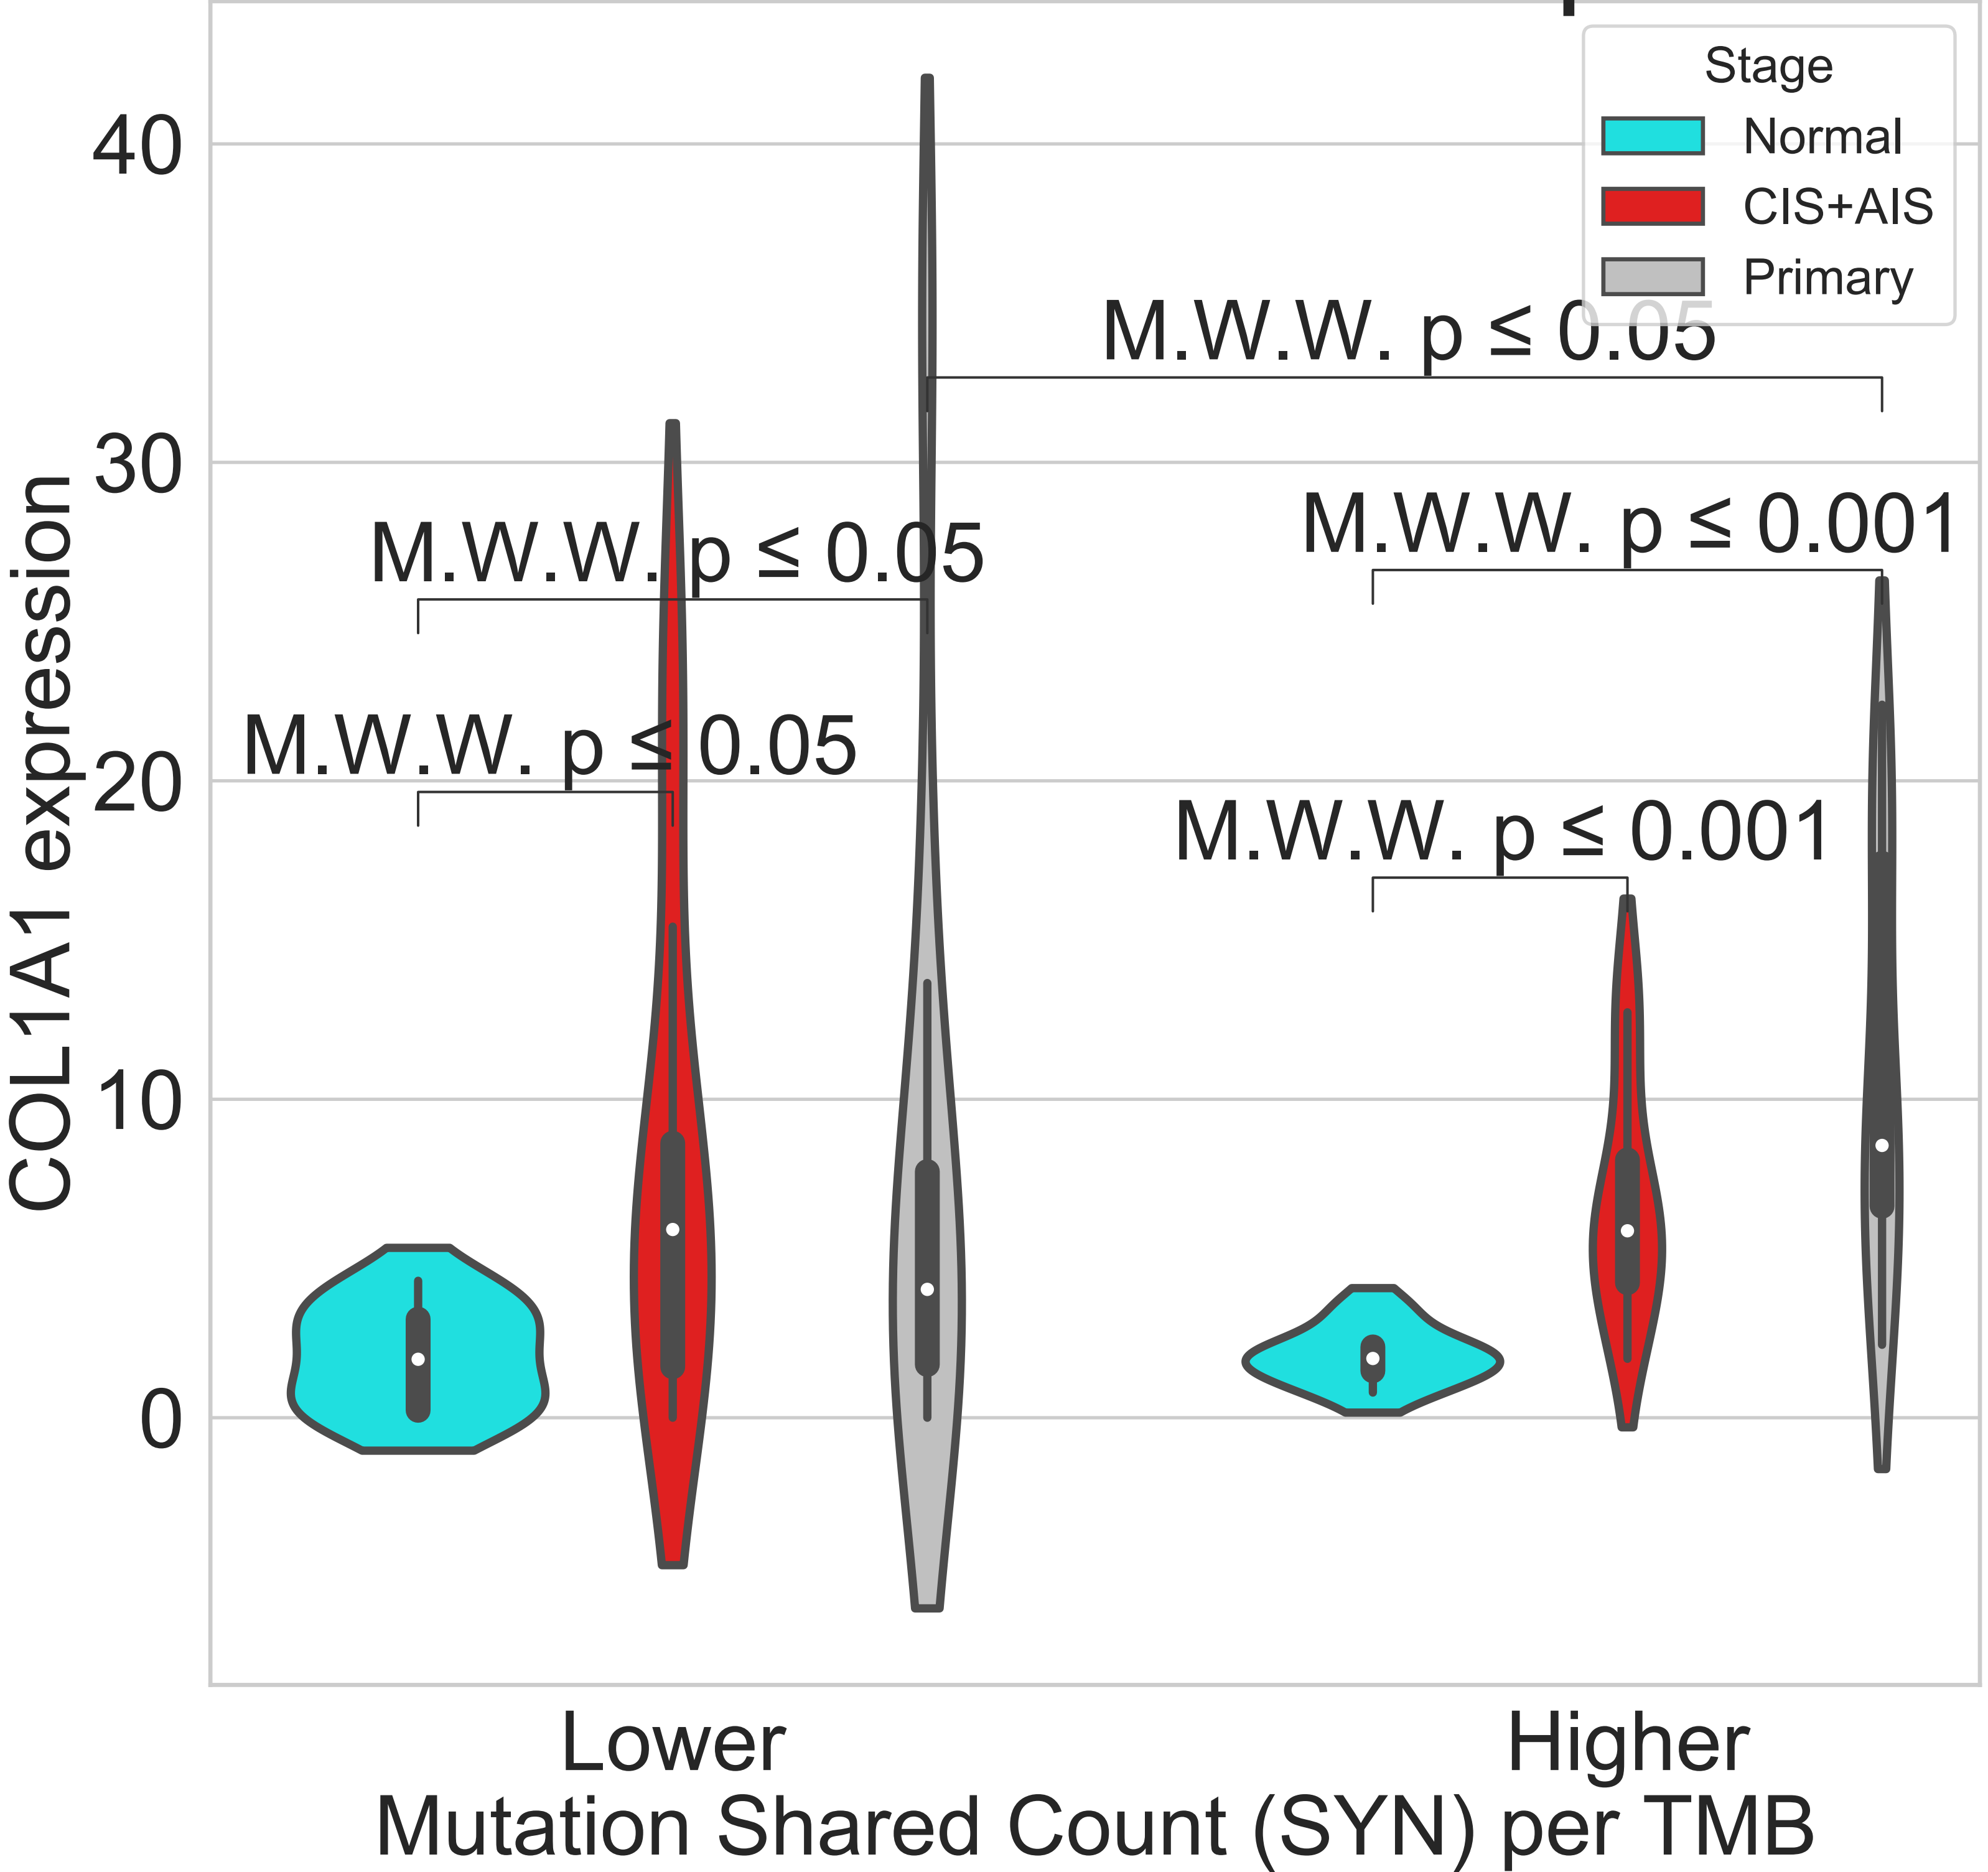 Stage
Normal
CIS+AIS
Primary
40
30
20
10
0
COL1A1 expression
M.W.W. p ≤ 0.05
M.W.W. p ≤ 0.001
M.W.W. p ≤ 0.05
M.W.W. p ≤ 0.05
M.W.W. p ≤ 0.001
Lower
Higher
Mutation Shared Count (SYN) per TMB